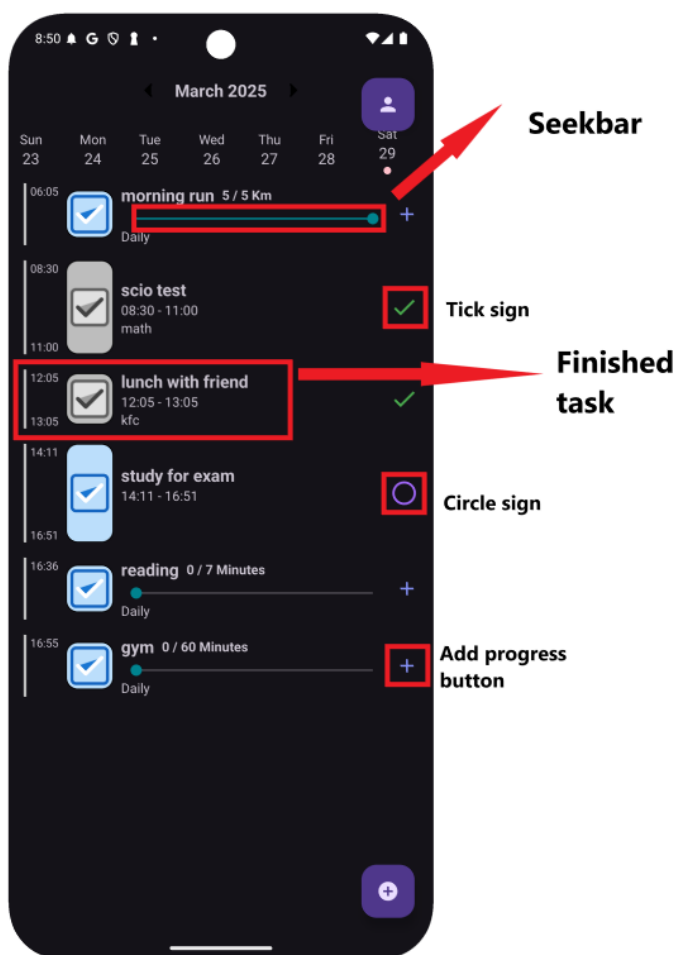 8:50
March 2025
Seekbar
Sun Mon Tue Wed Thu Fri Sat
23 24 25 26 27 28 29
06:05 morning run 5 / 5 Km
Daily
08:30
scio test
08:30 - 11:00
math
11:00
Tick sign
12:05 lunch with friend
12:05 - 13:05
13:05 kfc
Finished
task
14:11
study for exam
14:11 - 16:51
16:51
Circle sign
16:36 reading 0 / 7 Minutes
Daily
16:55 gym 0 / 60 Minutes
Daily
Add progress
button